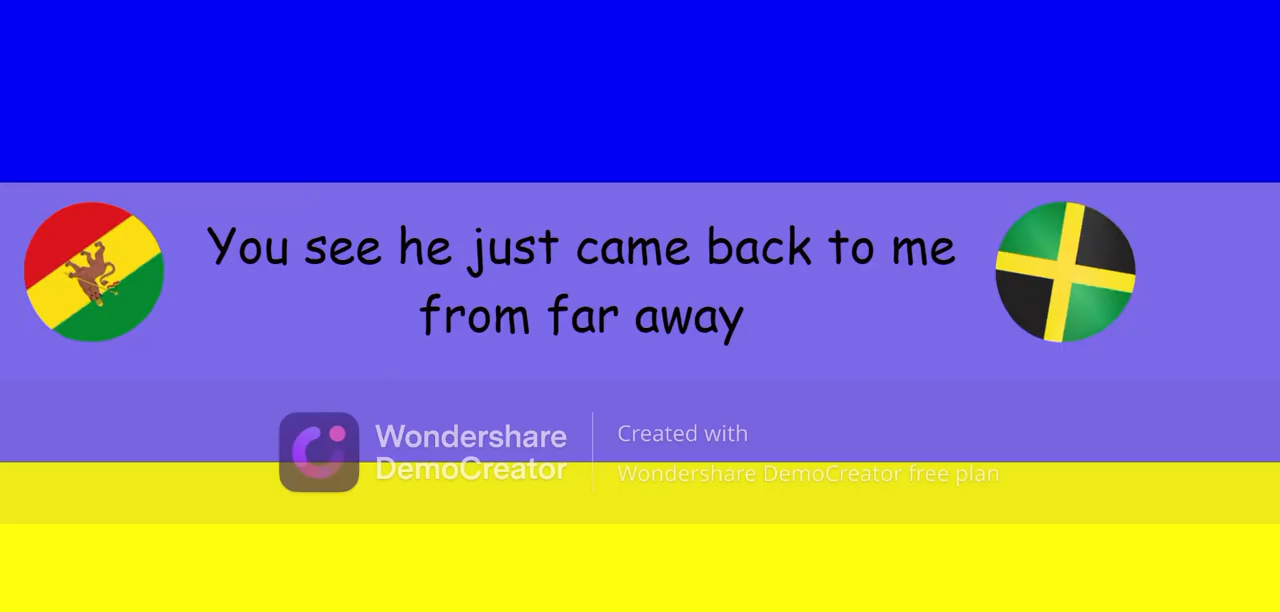 You see he just came back to me
from far away
Wondershare
DemoCreator
Created with
Wondershare DemoCreator free plan